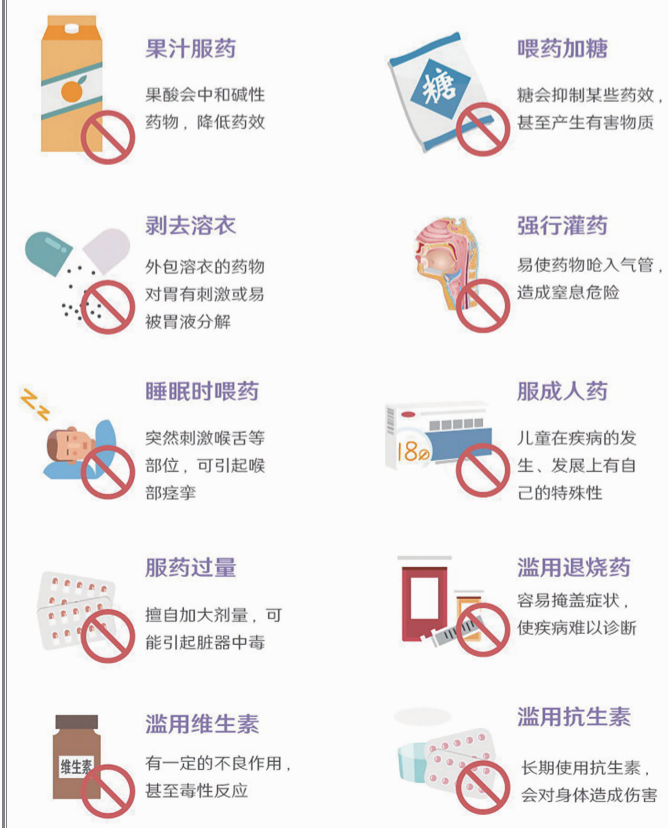 果汁服药
果酸会中和碱性
药物，降低药效
糖
喂药加糖
糖会抑制某些药效，
甚至产生有害物质
剥去溶衣
外包溶衣的药物
对胃有刺激或易
被胃液分解
强行灌药
易使药物呛入气管，
造成窒息危险
ZZ
睡眠时喂药
突然刺激喉舌等
部位，可引起喉
部痉挛
18
服成人药
儿童在疾病的发
生、发展上有自
己的特殊性
服药过量
擅自加大剂量，可
能引起脏器中毒
滥用退烧药
容易掩盖症状，
使疾病难以诊断
维生素
滥用维生素
有一定的不良作用，
甚至毒性反应
滥用抗生素
长期使用抗生素，
会对身体造成伤害